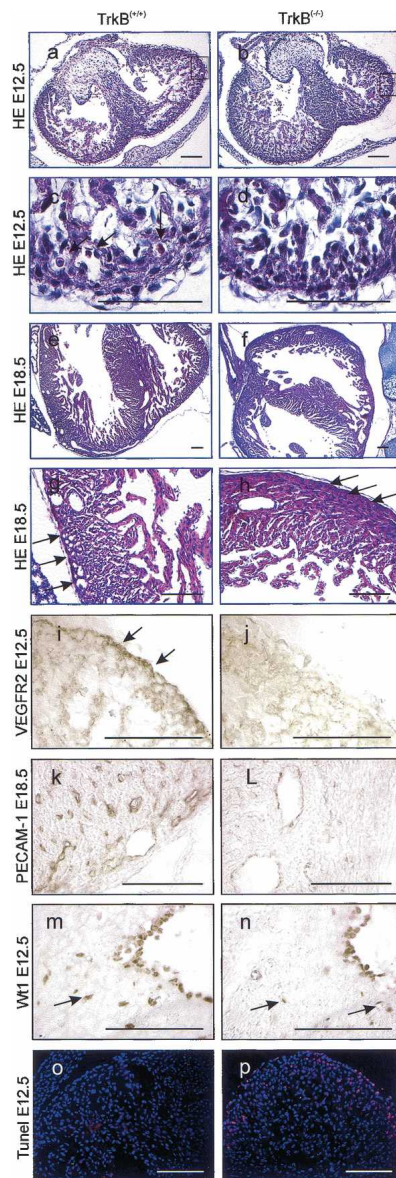 TrkB(+/+) TrkB(-/-)
HE E12.5
a b
HE E12.5
c d
HE E18.5
e f
HE E18.5
g h
VEGFR2 E12.5
i j
PECAM-1 E18.5
k L
Wt1 E12.5
m n
Tunel E12.5
o p